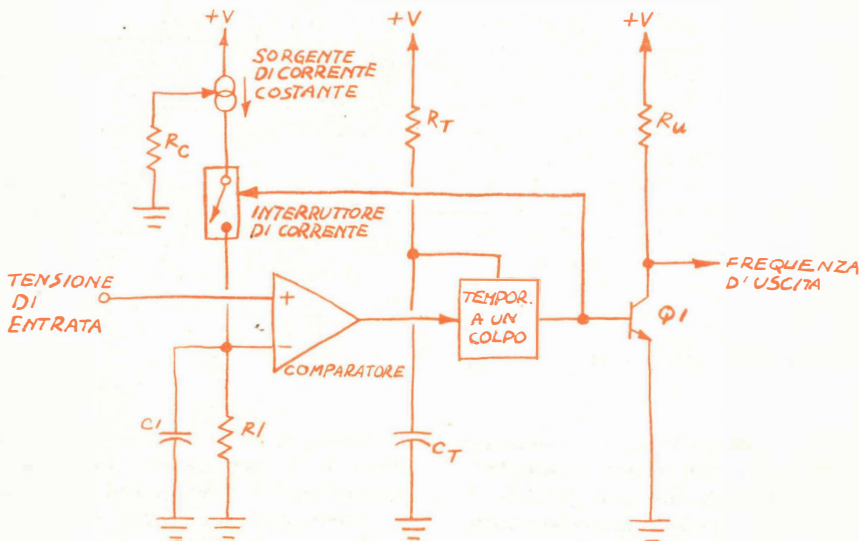 +V
+V
+V
SORGENTE
DI CORRENTE
COSTANTE
RC
RT
Ru
INTERRUTTORE
DI CORRENTE
TENSIONE
DI
ENTRATA
+
−
COMPARATORE
TEMPOR.
A UN
COLPO
FREQUENZA
D'USCITA
Q1
C1
R1
CT